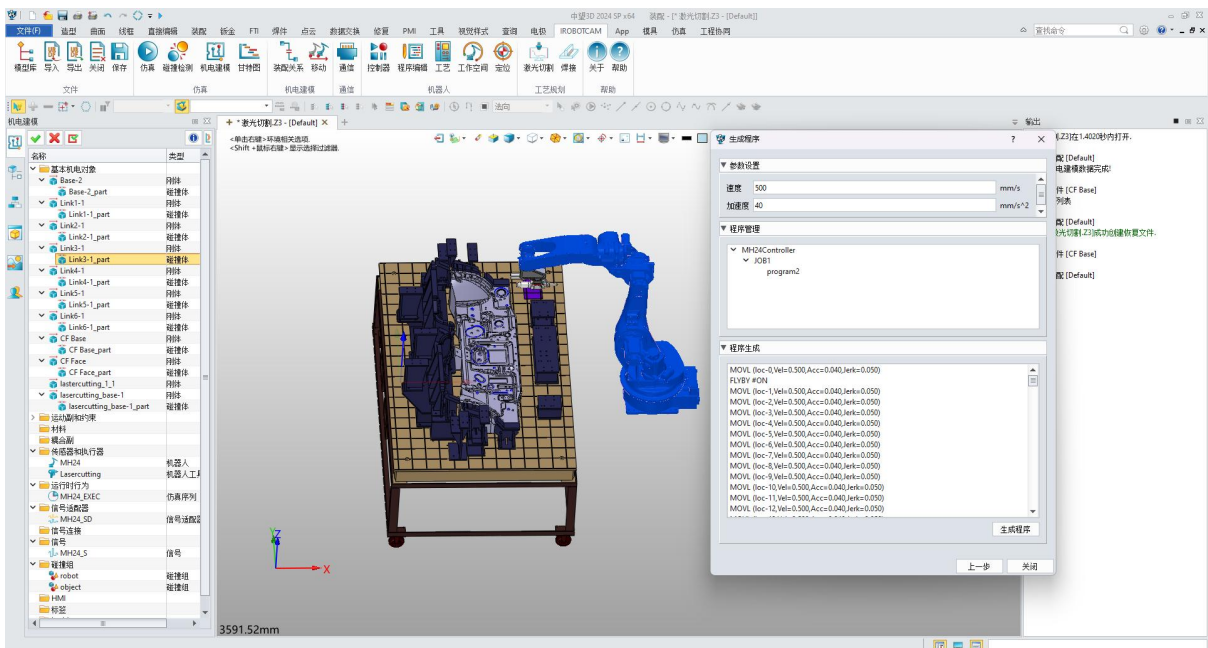 中望3D 2024 SP x64 装配 - [* 激光切割.Z3 - [Default]]
文件(F) 造型 曲面 线框 直接编辑 装配 钣金 FTI 焊件 点云 数据交换 修复 PMI 工具 视觉样式 查询 电极 IROBOTCAM App 模具 仿真 工程协同 查找命令
模型库 导入 导出 关闭 保存 仿真 碰撞检测 机电建模 甘特图 装配关系 移动 通信 控制器 程序编辑 工艺 工作空间 定位 激光切割 焊接 关于 帮助
文件 仿真 机电建模 通信 机器人 工艺规划 帮助
法向
机电建模
名称 类型
基本机电对象
Base-2 刚体
Base-2_part 碰撞体
Link1-1 刚体
Link1-1_part 碰撞体
Link2-1 刚体
Link2-1_part 碰撞体
Link3-1 刚体
Link3-1_part 碰撞体
Link4-1 刚体
Link4-1_part 碰撞体
Link5-1 刚体
Link5-1_part 碰撞体
Link6-1 刚体
Link6-1_part 碰撞体
CF Base 刚体
CF Base_part 碰撞体
CF Face 刚体
CF Face_part 碰撞体
lastercutting_1_1 刚体
lasercutting_base-1 刚体
lasercutting_base-1_part 碰撞体
运动副和约束
材料
耦合副
传感器和执行器
MH24 机器人
Lasercutting 机器人工具
运行时行为
MH24_EXEC 仿真序列
信号适配器
MH24_SD 信号适配器
信号连接
信号
MH24_S 信号
碰撞组
robot 碰撞组
object 碰撞组
HMI
标签
* 激光切割.Z3 - [Default]
<单击右键>环境相关选项.
<Shift +鼠标右键> 显示选择过滤器.
Z
Y
X
3591.52mm
生成程序
参数设置
速度 500 mm/s
加速度 40 mm/s^2
程序管理
MH24Controller
JOB1
program2
程序生成
MOVL (loc-0,Vel=0.500,Acc=0.040,Jerk=0.050)
FLYBY #ON
MOVL (loc-1,Vel=0.500,Acc=0.040,Jerk=0.050)
MOVL (loc-2,Vel=0.500,Acc=0.040,Jerk=0.050)
MOVL (loc-3,Vel=0.500,Acc=0.040,Jerk=0.050)
MOVL (loc-4,Vel=0.500,Acc=0.040,Jerk=0.050)
MOVL (loc-5,Vel=0.500,Acc=0.040,Jerk=0.050)
MOVL (loc-6,Vel=0.500,Acc=0.040,Jerk=0.050)
MOVL (loc-7,Vel=0.500,Acc=0.040,Jerk=0.050)
MOVL (loc-8,Vel=0.500,Acc=0.040,Jerk=0.050)
MOVL (loc-9,Vel=0.500,Acc=0.040,Jerk=0.050)
MOVL (loc-10,Vel=0.500,Acc=0.040,Jerk=0.050)
MOVL (loc-11,Vel=0.500,Acc=0.040,Jerk=0.050)
MOVL (loc-12,Vel=0.500,Acc=0.040,Jerk=0.050)
生成程序
上一步 关闭
输出
.Z3]在1.4020秒内打开.
配 [Default]
电建模数据完成!
件 [CF Base]
列表
配 [Default]
光切割.Z3]成功创建恢复文件.
件 [CF Base]
配 [Default]